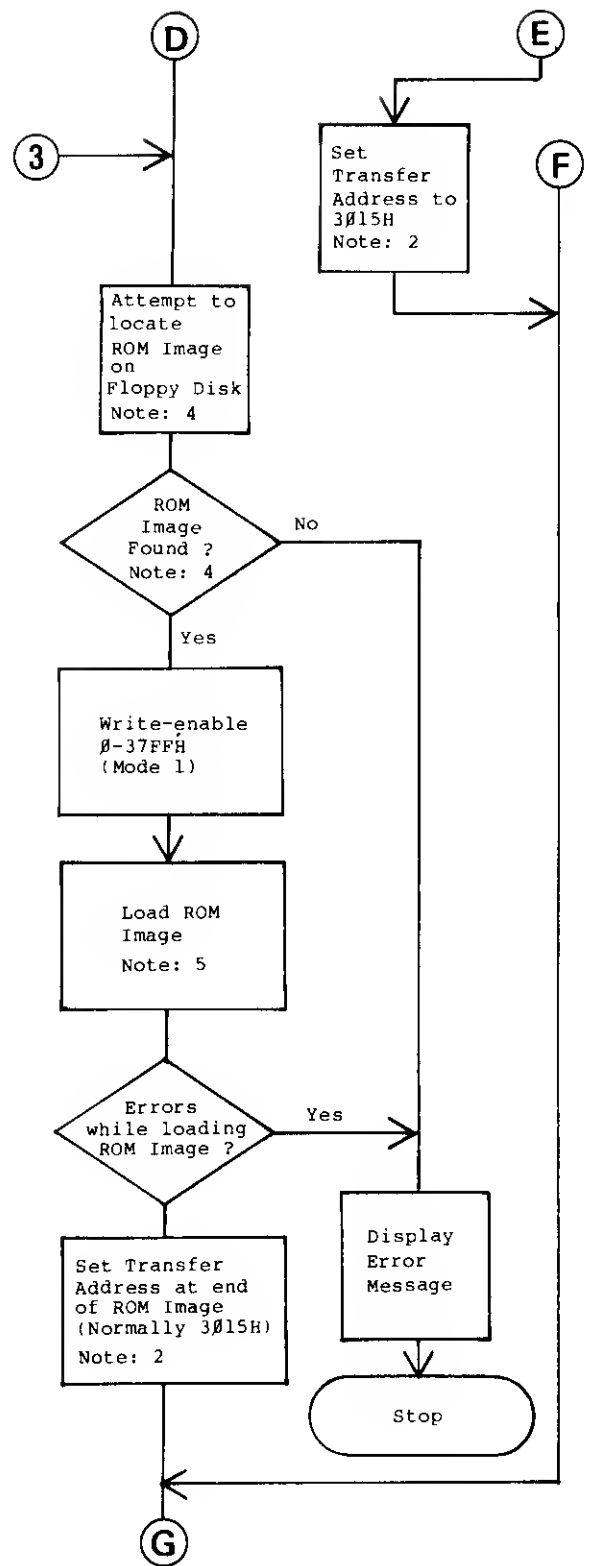 D
E
3
F
Set
Transfer
Address to
3Ø15H
Note: 2
Attempt to
locate
ROM Image
on
Floppy Disk
Note: 4
ROM
Image
Found ?
Note: 4
No
Yes
Write-enable
Ø-37FFH
(Mode 1)
Load ROM
Image
Note: 5
Errors
while loading
ROM Image ?
Yes
Display
Error
Message
Set Transfer
Address at end
of ROM Image
(Normally 3Ø15H)
Note: 2
Stop
G